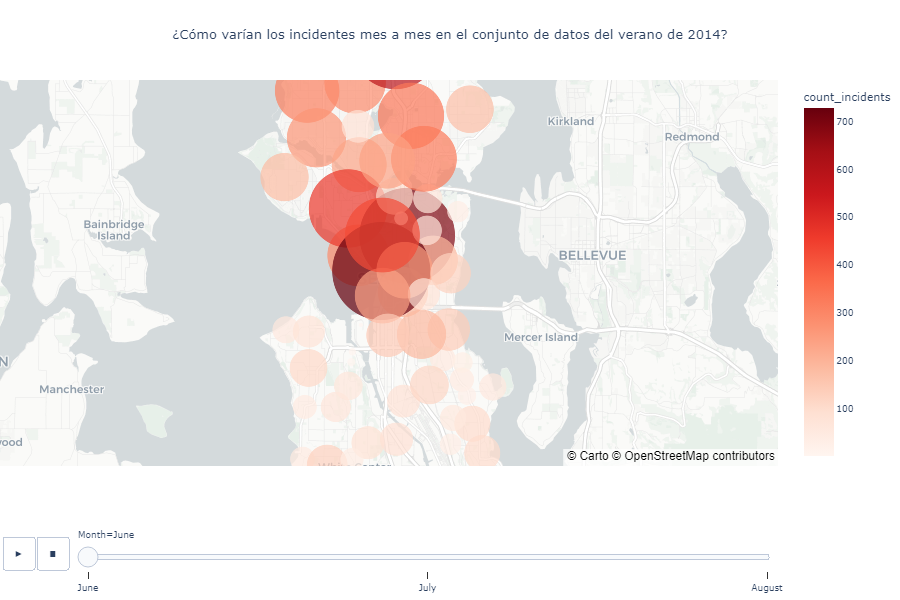 ¿Cómo varían los incidentes mes a mes en el conjunto de datos del verano de 2014?
count_incidents
700
600
500
400
300
200
100
Kirkland
Redmond
Bainbridge
Island
BELLEVUE
Mercer Island
N
Manchester
ood
© Carto © OpenStreetMap contributors
Month=June
June
July
August